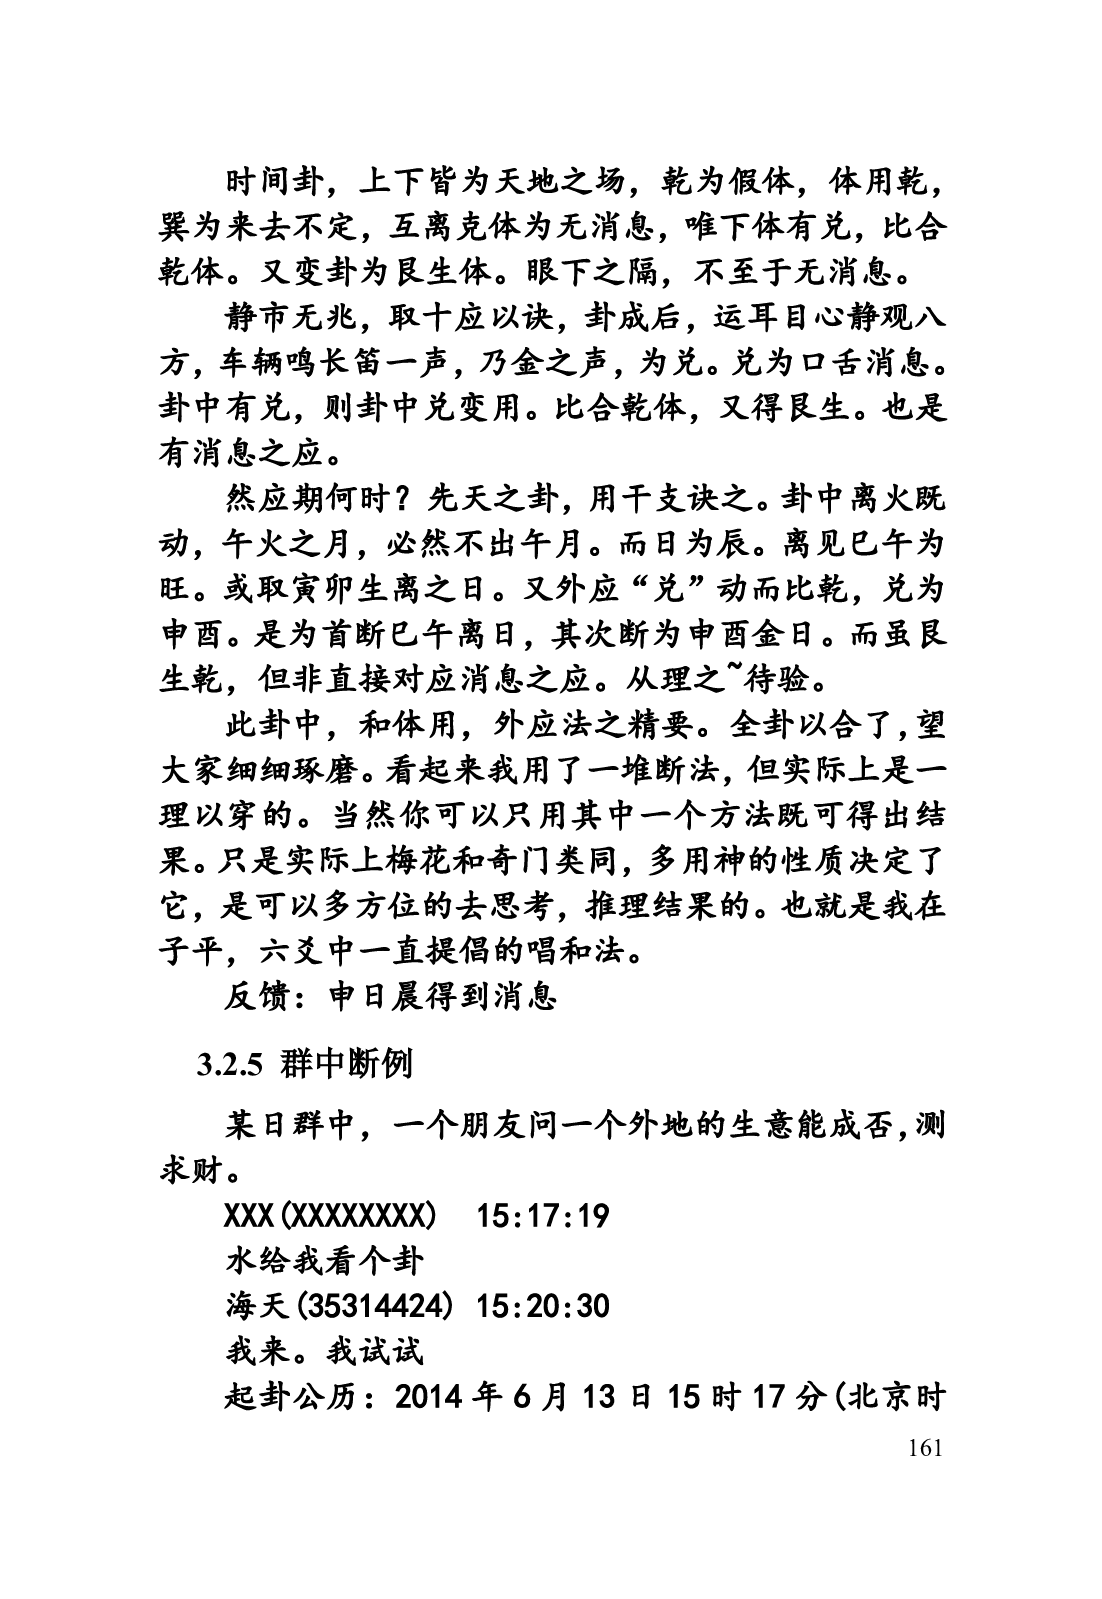 时间卦，上下皆为天地之场，乾为假体，体用乾，
巽为来去不定，互离克体为无消息，唯下体有兑，比合
乾体。又变卦为艮生体。眼下之隔，不至于无消息。
静市无兆，取十应以诀，卦成后，运耳目心静观八
方，车辆鸣长笛一声，乃金之声，为兑。兑为口舌消息。
卦中有兑，则卦中兑变用。比合乾体，又得艮生。也是
有消息之应。
然应期何时？先天之卦，用干支诀之。卦中离火既
动，午火之月，必然不出午月。而日为辰。离见巳午为
旺。或取寅卯生离之日。又外应“兑”动而比乾，兑为
申酉。是为首断巳午离日，其次断为申酉金日。而虽艮
生乾，但非直接对应消息之应。从理之~待验。
此卦中，和体用，外应法之精要。全卦以合了，望
大家细细琢磨。看起来我用了一堆断法，但实际上是一
理以穿的。当然你可以只用其中一个方法既可得出结
果。只是实际上梅花和奇门类同，多用神的性质决定了
它，是可以多方位的去思考，推理结果的。也就是我在
子平，六爻中一直提倡的唱和法。
反馈：申日晨得到消息
3.2.5 群中断例
某日群中，一个朋友问一个外地的生意能成否，测
求财。
XXX(XXXXXXXX) 15:17:19
水给我看个卦
海天(35314424) 15:20:30
我来。我试试
起卦公历：2014 年 6 月 13 日 15 时 17 分(北京时
161